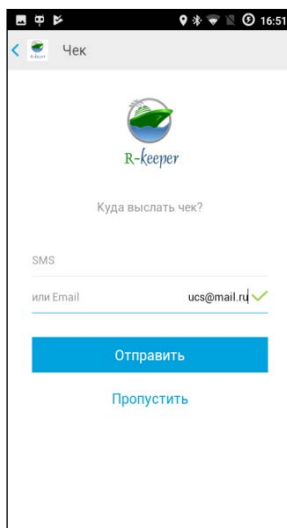 16:51
Чек
R-keeper
Куда выслать чек?
SMS
или Email ucs@mail.ru
Отправить
Пропустить